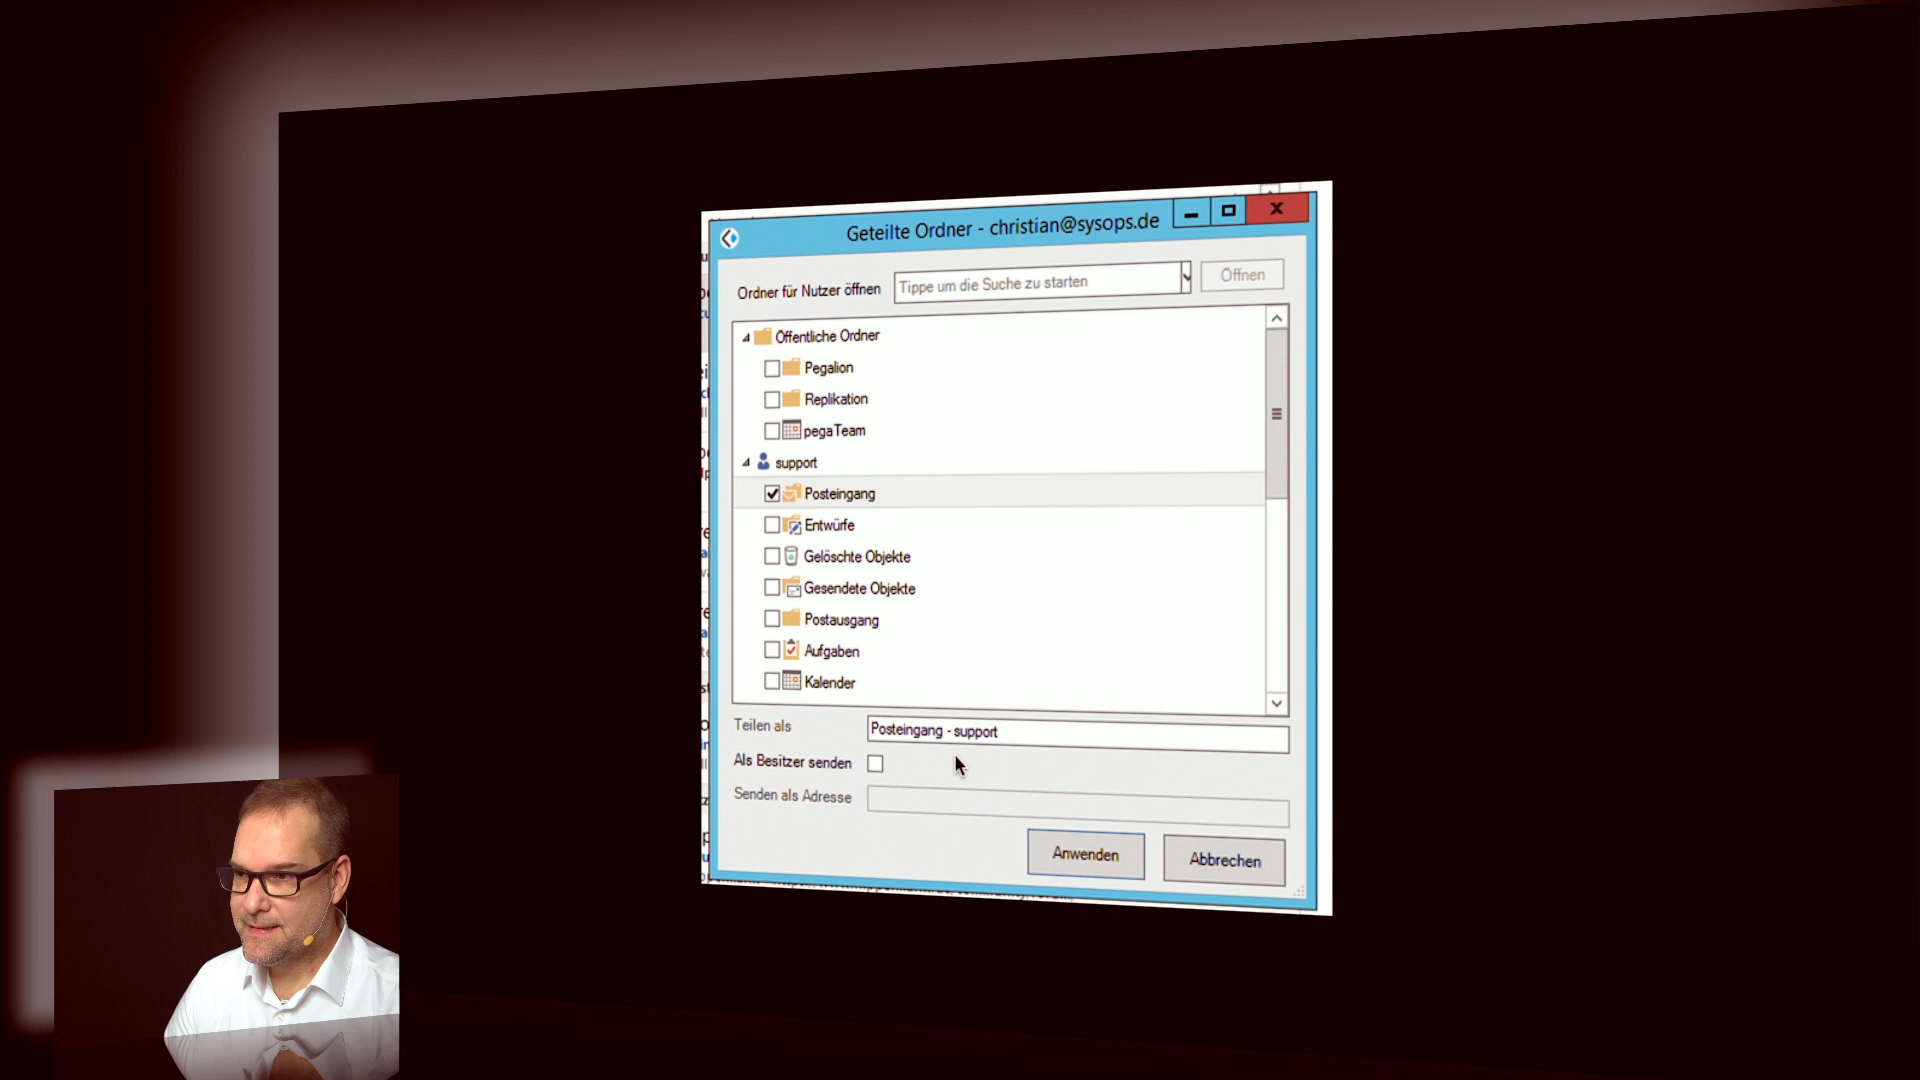 Geteilte Ordner - christian@sysops.de
Ordner für Nutzer öffnen
Tippe um die Suche zu starten
Öffnen
Öffentliche Ordner
Pegalion
Replikation
pegaTeam
support
Posteingang
Entwürfe
Gelöschte Objekte
Gesendete Objekte
Postausgang
Aufgaben
Kalender
Teilen als
Posteingang - support
Als Besitzer senden
Senden als Adresse
Anwenden
Abbrechen